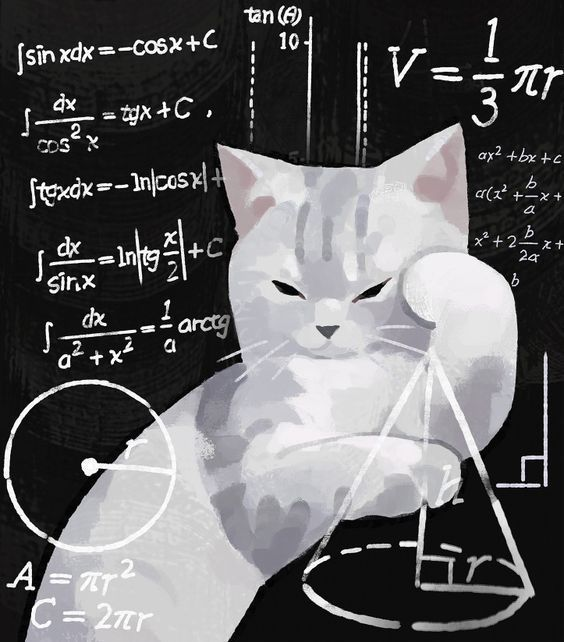 ∫sin xdx=-cosx+C
∫dx/cos²x = tgx+C ,
∫tgxdx=-ln|cosx|+
∫dx/sinx=ln|tg x/2|+C
∫dx/a²+x²=1/a arctg
tan (A)
10
V = 1/3 πr
ax² + bx + c
a(x² + b/a x +
x² + 2 b/2a x +
b
r
A = πr²
C = 2πr
h
r